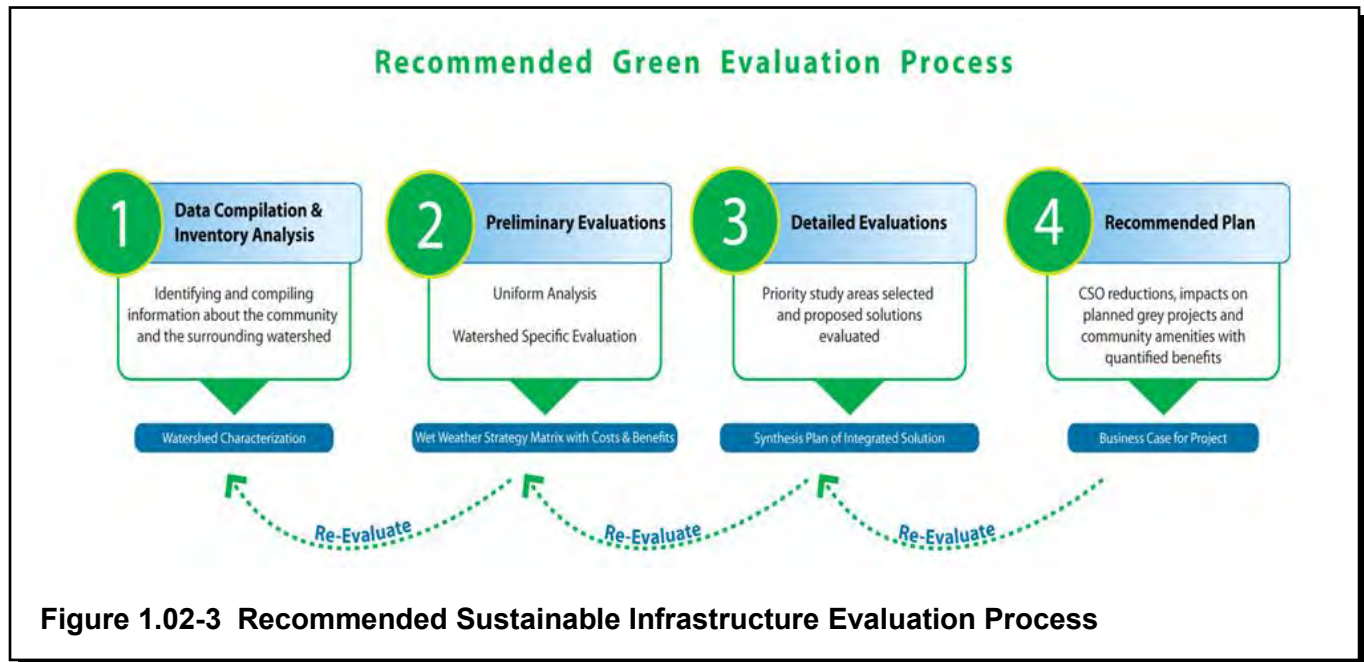 Recommended Green Evaluation Process
1
Data Compilation &
Inventory Analysis
Identifying and compiling
information about the community
and the surrounding watershed
Watershed Characterization
2
Preliminary Evaluations
Uniform Analysis
Watershed Specific Evaluation
Wet Weather Strategy Matrix with Costs & Benefits
3
Detailed Evaluations
Priority study areas selected
and proposed solutions
evaluated
Synthesis Plan of Integrated Solution
4
Recommended Plan
CSO reductions, impacts on
planned grey projects and
community amenities with
quantified benefits
Business Case for Project
Re-Evaluate
Re-Evaluate
Re-Evaluate
Figure 1.02-3 Recommended Sustainable Infrastructure Evaluation Process